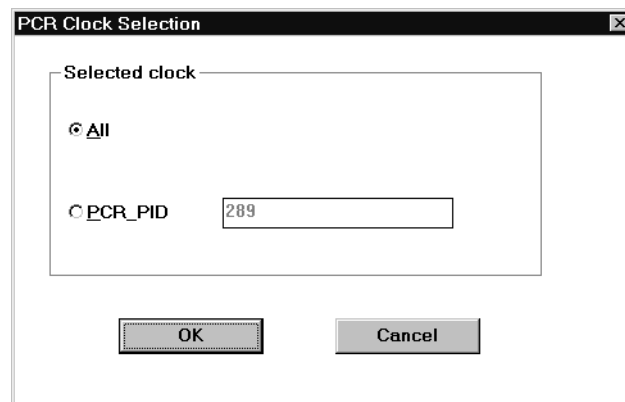 PCR Clock Selection
Selected clock
All
PCR_PID 289
OK Cancel